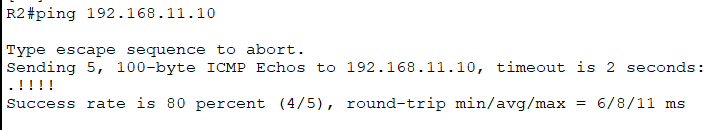 R2#ping 192.168.11.10
Type escape sequence to abort.
Sending 5, 100-byte ICMP Echos to 192.168.11.10, timeout is 2 seconds:
.!!!!
Success rate is 80 percent (4/5), round-trip min/avg/max = 6/8/11 ms